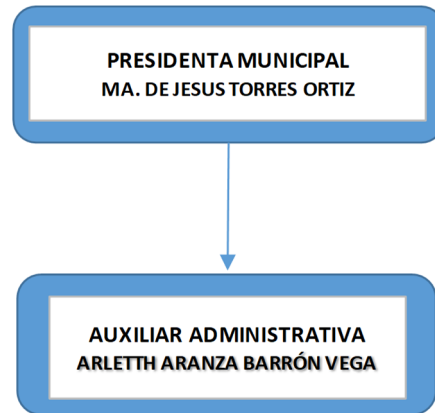 PRESIDENTA MUNICIPAL
MA. DE JESUS TORRES ORTIZ
AUXILIAR ADMINISTRATIVA
ARLETTH ARANZA BARRÓN VEGA